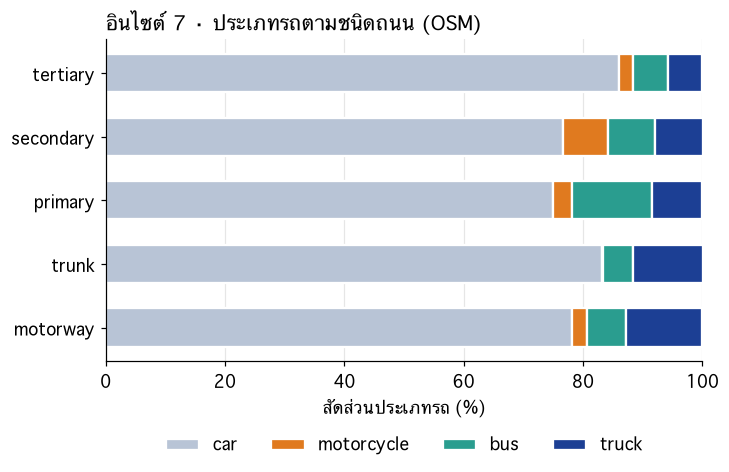 อินไซต์ 7 · ประเภทรถตามชนิดถนน (OSM)
tertiary
secondary
primary
trunk
motorway
0 20 40 60 80 100
สัดส่วนประเภทรถ (%)
car motorcycle bus truck